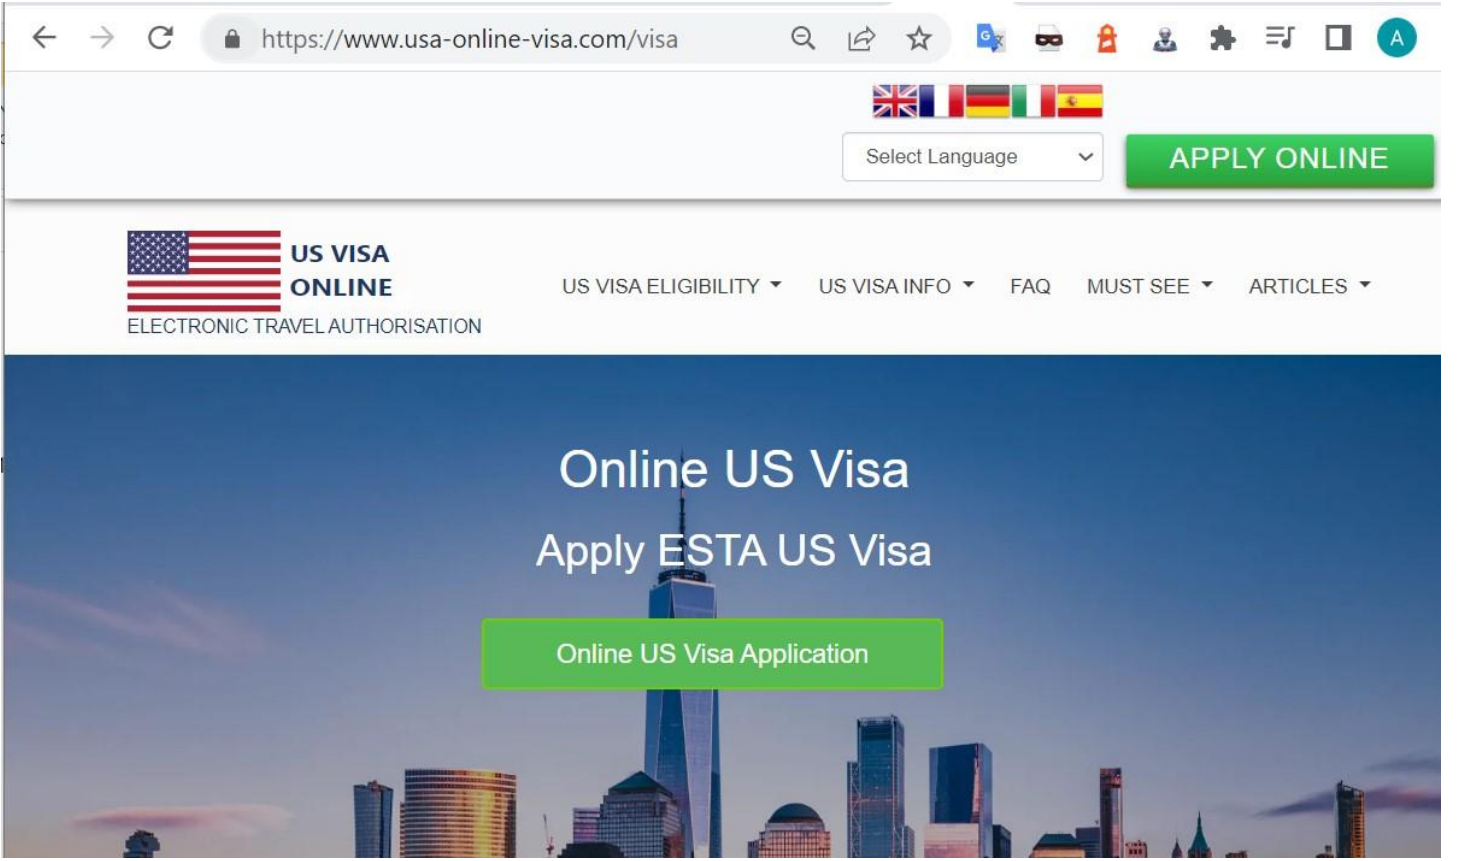 https://www.usa-online-visa.com/visa
A
Select Language
APPLY ONLINE
US VISA
ONLINE
ELECTRONIC TRAVEL AUTHORISATION
US VISA ELIGIBILITY
US VISA INFO
FAQ
MUST SEE
ARTICLES
Online US Visa
Apply ESTA US Visa
Online US Visa Application